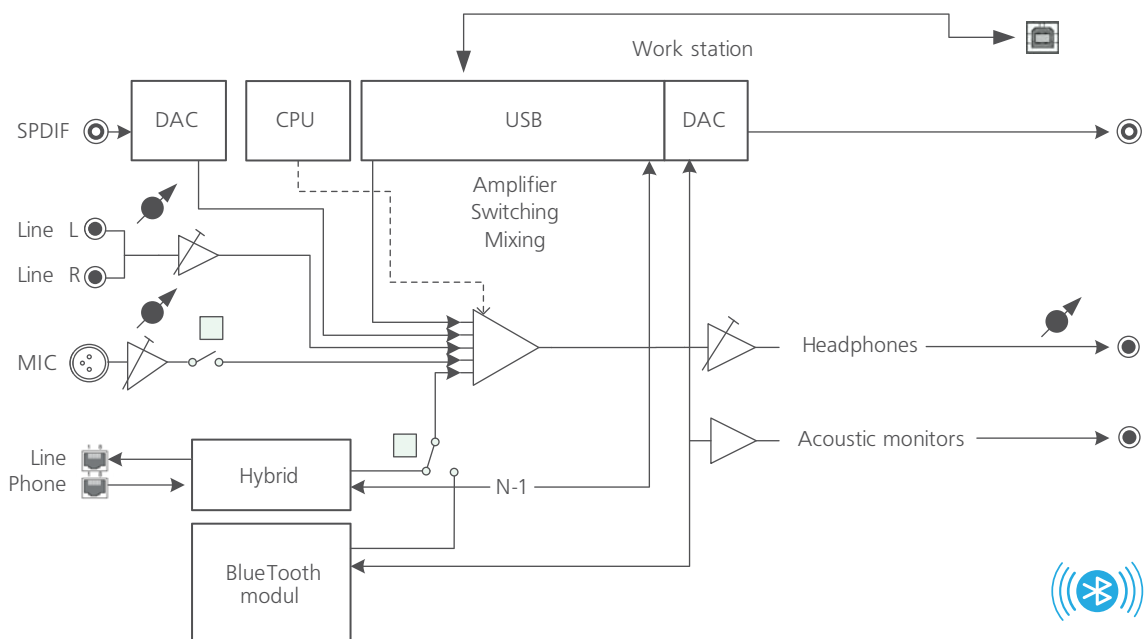 Work station
SPDIF
DAC
CPU
USB
DAC
Amplifier
Switching
Mixing
Line L
Line R
MIC
Headphones
Acoustic monitors
Line
Phone
Hybrid
N-1
BlueTooth
modul